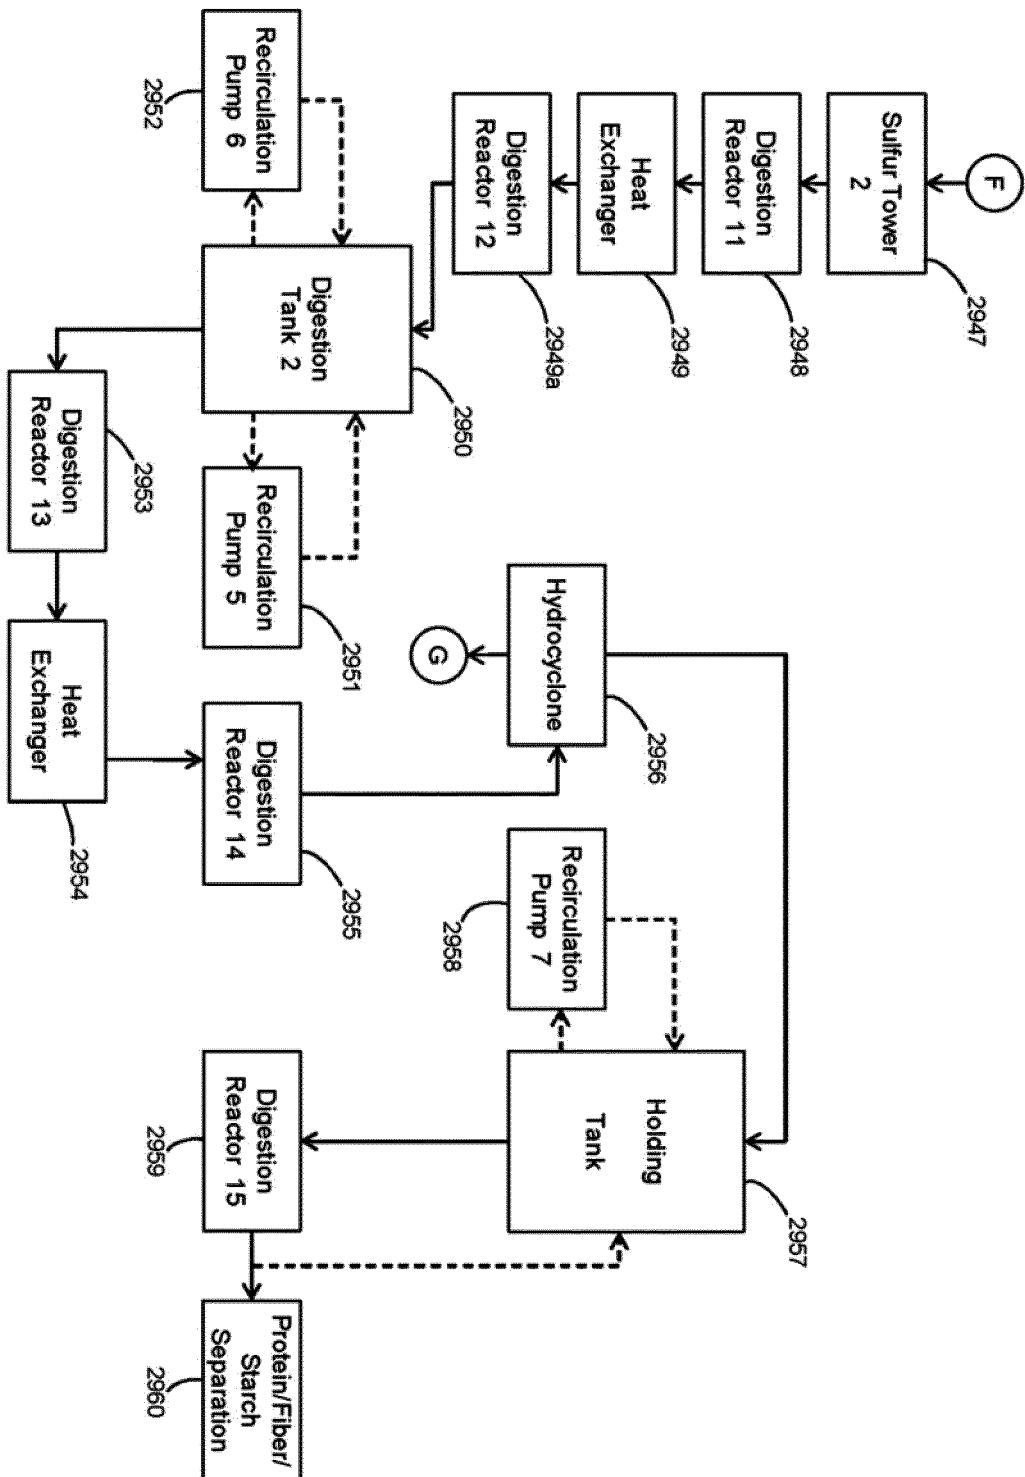 F
Sulfur Tower
2
2947
Digestion
Reactor 11
2948
Heat
Exchanger
2949
Digestion
Reactor 12
2949a
Digestion
Tank 2
2950
Recirculation
Pump 6
2952
Recirculation
Pump 5
2951
Digestion
Reactor 13
2953
Heat
Exchanger
2954
Digestion
Reactor 14
2955
Hydrocyclone
2956
G
Holding
Tank
2957
Recirculation
Pump 7
2958
Digestion
Reactor 15
2959
Protein/Fiber/
Starch
Separation
2960